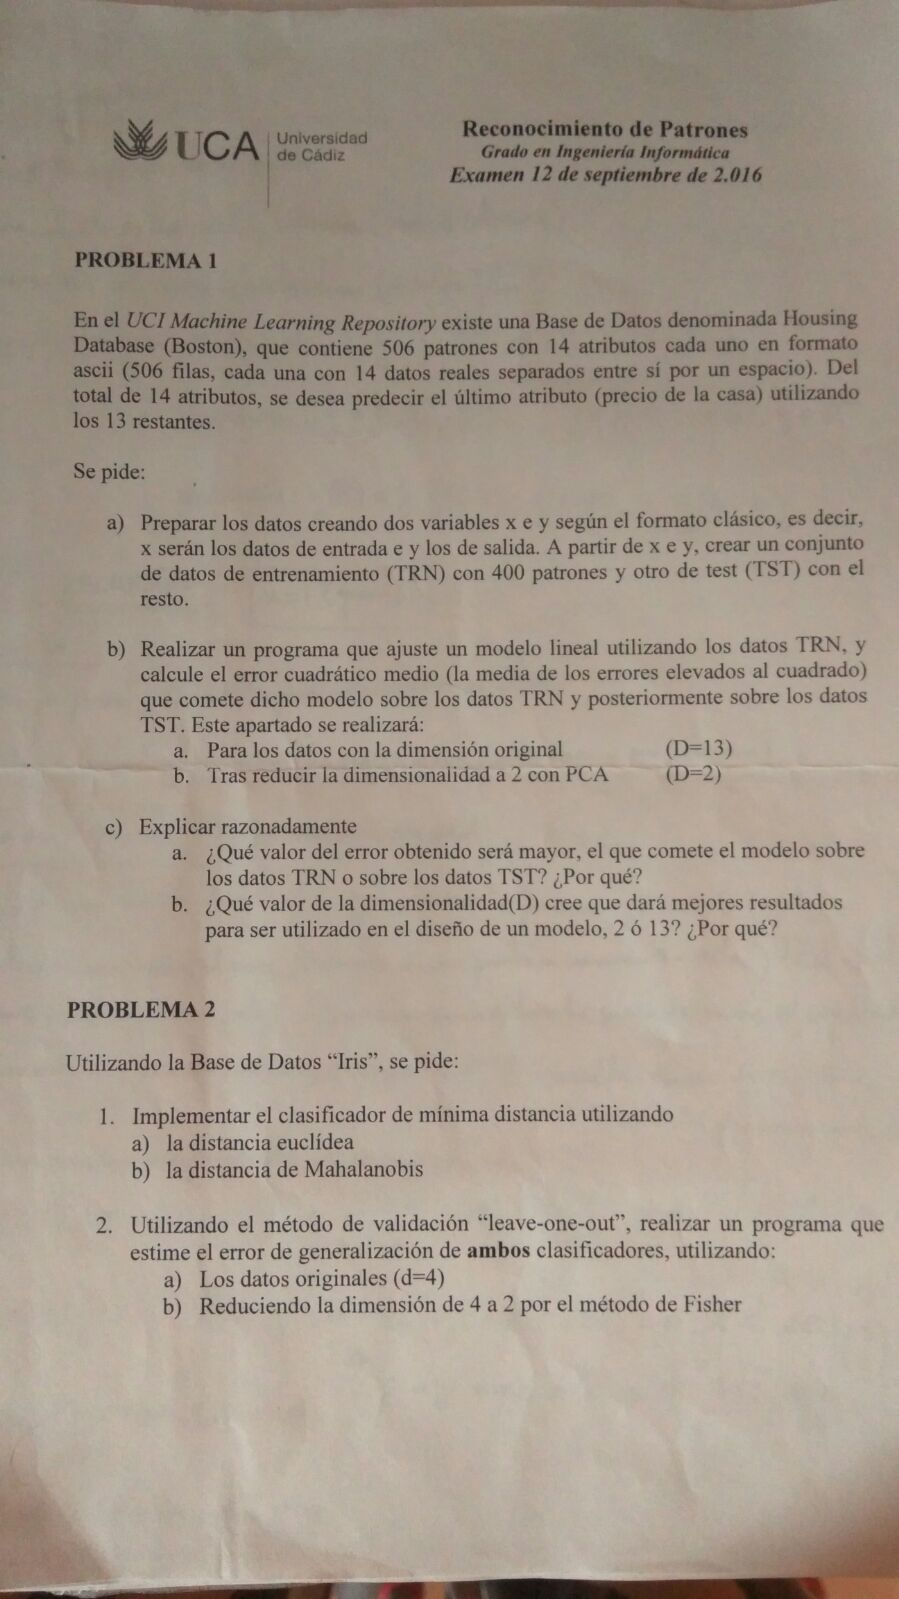 UCA Universidad
de Cádiz
Reconocimiento de Patrones
Grado en Ingeniería Informática
Examen 12 de septiembre de 2.016
PROBLEMA 1
En el UCI Machine Learning Repository existe una Base de Datos denominada Housing
Database (Boston), que contiene 506 patrones con 14 atributos cada uno en formato
ascii (506 filas, cada una con 14 datos reales separados entre sí por un espacio). Del
total de 14 atributos, se desea predecir el último atributo (precio de la casa) utilizando
los 13 restantes.
Se pide:
a) Preparar los datos creando dos variables x e y según el formato clásico, es decir,
x serán los datos de entrada e y los de salida. A partir de x e y, crear un conjunto
de datos de entrenamiento (TRN) con 400 patrones y otro de test (TST) con el
resto.
b) Realizar un programa que ajuste un modelo lineal utilizando los datos TRN, y
calcule el error cuadrático medio (la media de los errores elevados al cuadrado)
que comete dicho modelo sobre los datos TRN y posteriormente sobre los datos
TST. Este apartado se realizará:
a. Para los datos con la dimensión original (D=13)
b. Tras reducir la dimensionalidad a 2 con PCA (D=2)
c) Explicar razonadamente
a. ¿Qué valor del error obtenido será mayor, el que comete el modelo sobre
los datos TRN o sobre los datos TST? ¿Por qué?
b. ¿Qué valor de la dimensionalidad(D) cree que dará mejores resultados
para ser utilizado en el diseño de un modelo, 2 ó 13? ¿Por qué?
PROBLEMA 2
Utilizando la Base de Datos “Iris”, se pide:
1. Implementar el clasificador de mínima distancia utilizando
a) la distancia euclídea
b) la distancia de Mahalanobis
2. Utilizando el método de validación “leave-one-out”, realizar un programa que
estime el error de generalización de ambos clasificadores, utilizando:
a) Los datos originales (d=4)
b) Reduciendo la dimensión de 4 a 2 por el método de Fisher